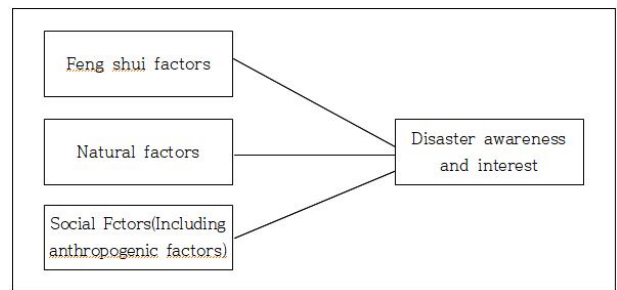 Feng shui factors
Natural factors
Social Fctors(Including
anthropogenic factors)
Disaster awareness
and interest